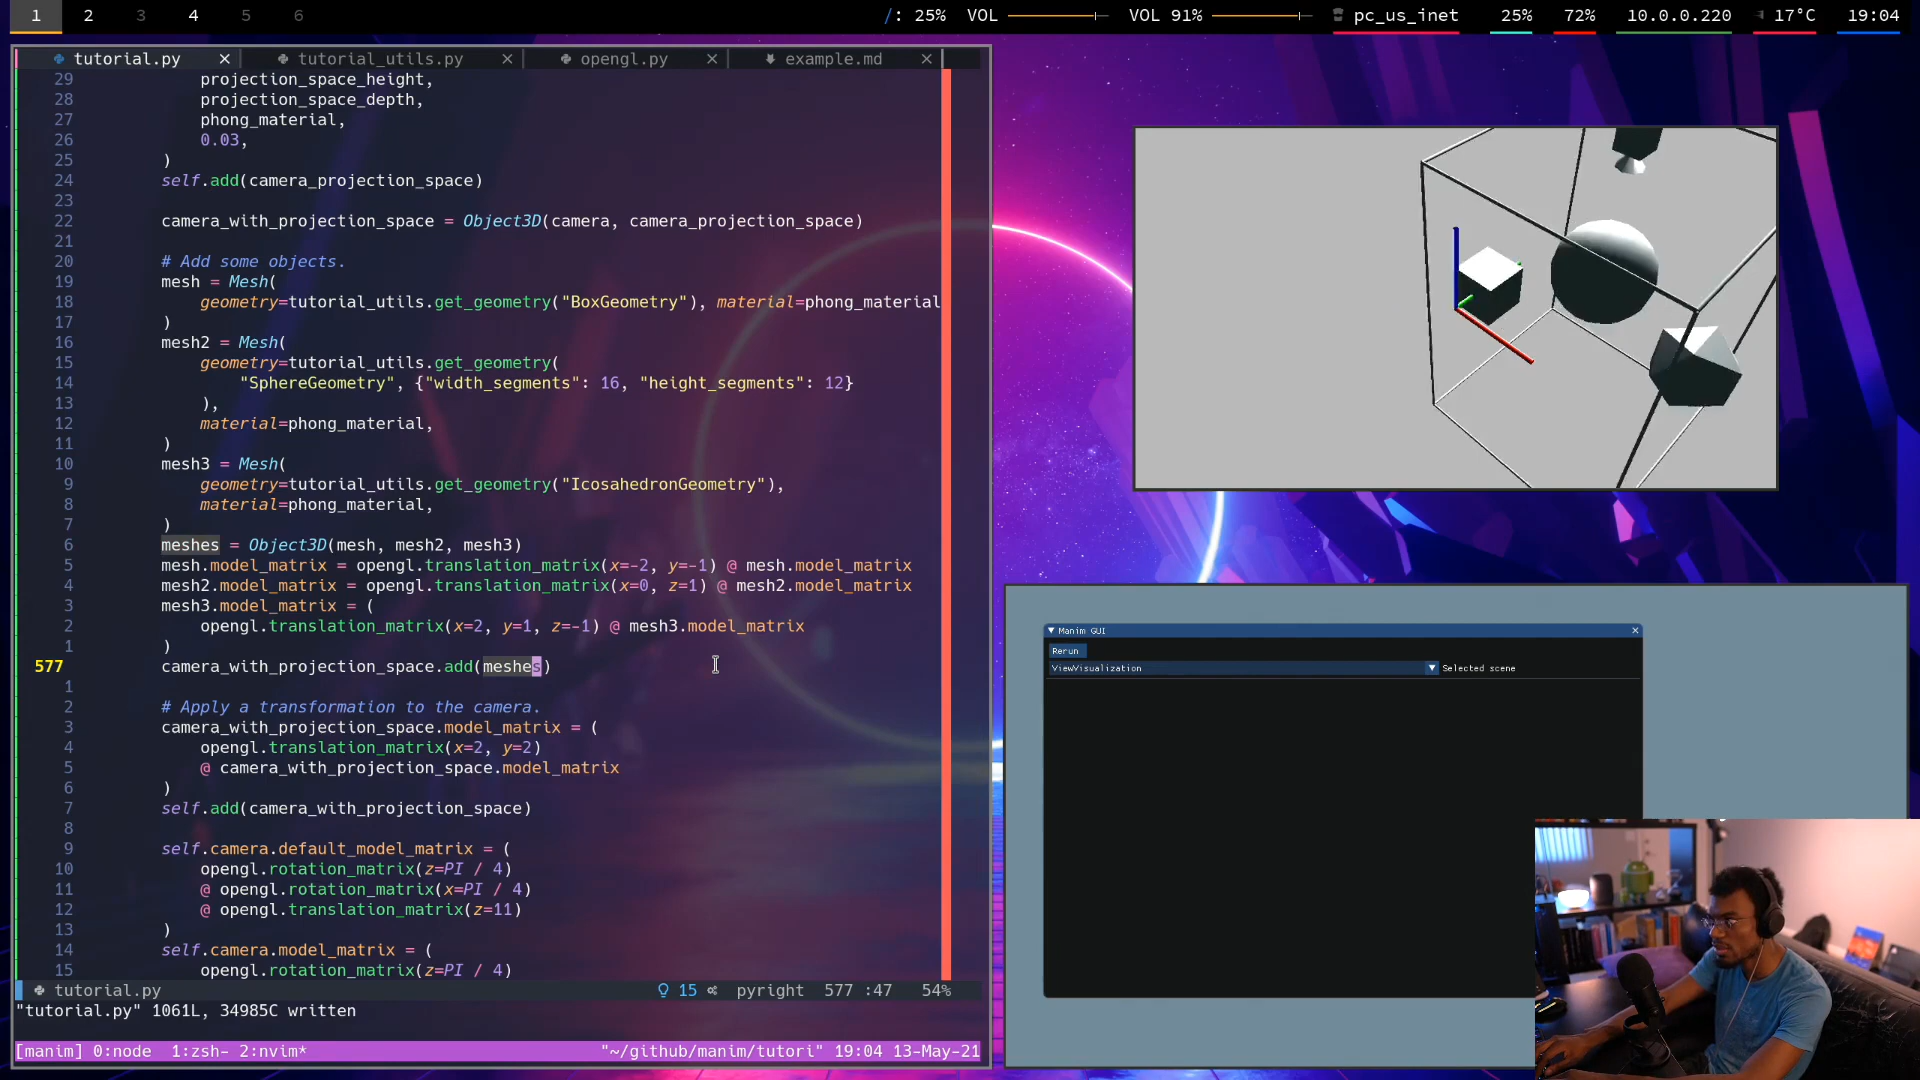 1 2 3 4 5 6 /: 25% VOL VOL 91% pc_us_inet 25% 72% 10.0.0.220 17°C 19:04
tutorial.py × tutorial_utils.py × opengl.py × example.md ×
29 projection_space_height,
28 projection_space_depth,
27 phong_material,
26 0.03,
25 )
24 self.add(camera_projection_space)
23
22 camera_with_projection_space = Object3D(camera, camera_projection_space)
21
20 # Add some objects.
19 mesh = Mesh(
18 geometry=tutorial_utils.get_geometry("BoxGeometry"), material=phong_material
17 )
16 mesh2 = Mesh(
15 geometry=tutorial_utils.get_geometry(
14 "SphereGeometry", {"width_segments": 16, "height_segments": 12}
13 ),
12 material=phong_material,
11 )
10 mesh3 = Mesh(
9 geometry=tutorial_utils.get_geometry("IcosahedronGeometry"),
8 material=phong_material,
7 )
6 meshes = Object3D(mesh, mesh2, mesh3)
5 mesh.model_matrix = opengl.translation_matrix(x=-2, y=-1) @ mesh.model_matrix
4 mesh2.model_matrix = opengl.translation_matrix(x=0, z=1) @ mesh2.model_matrix
3 mesh3.model_matrix = (
2 opengl.translation_matrix(x=2, y=1, z=-1) @ mesh3.model_matrix
1 )
577 camera_with_projection_space.add(meshes)
1
2 # Apply a transformation to the camera.
3 camera_with_projection_space.model_matrix = (
4 opengl.translation_matrix(x=2, y=2)
5 @ camera_with_projection_space.model_matrix
6 )
7 self.add(camera_with_projection_space)
8
9 self.camera.default_model_matrix = (
10 opengl.rotation_matrix(z=PI / 4)
11 @ opengl.rotation_matrix(x=PI / 4)
12 @ opengl.translation_matrix(z=11)
13 )
14 self.camera.model_matrix = (
15 opengl.rotation_matrix(z=PI / 4)
tutorial.py 15 pyright 577 :47 54%
"tutorial.py" 1061L, 34985C written
[manim] 0:node 1:zsh- 2:nvim* "~/github/manim/tutori" 19:04 13-May-21
Manim GUI
Rerun
ViewVisualization Selected scene